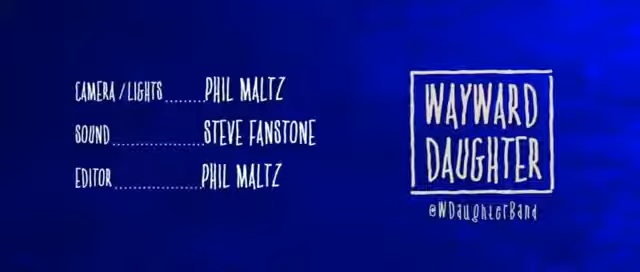 CAMERA / LIGHTS ........ PHIL MALTZ
SOUND .................. STEVE FANSTONE
EDITOR ................. PHIL MALTZ
WAYWARD
DAUGHTER
@WDaughterBand